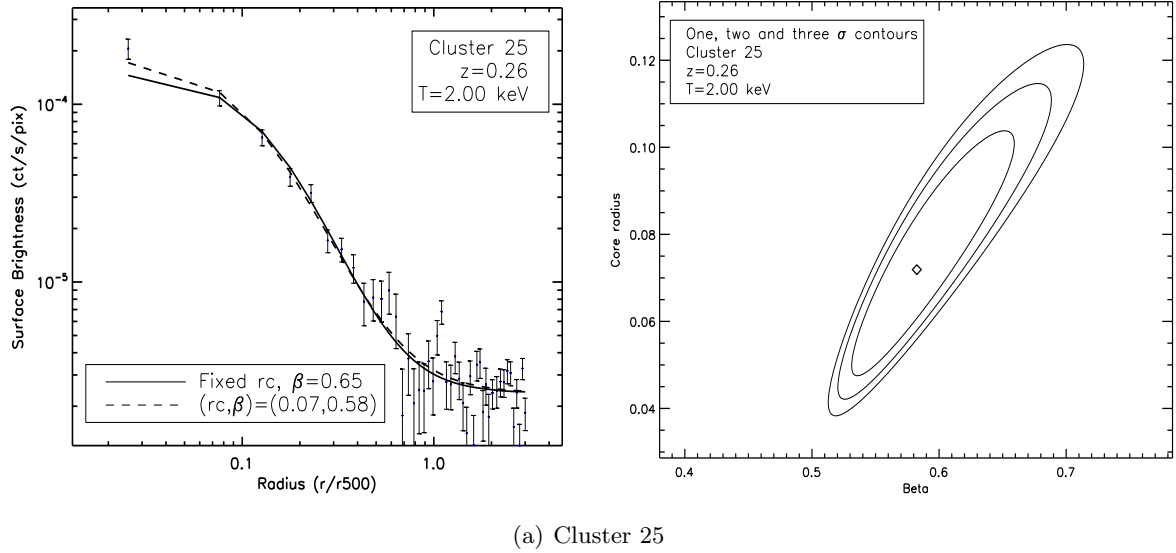 Cluster 25
z=0.26
T=2.00 keV
Surface Brightness (ct/s/pix)
10⁻⁴
10⁻⁵
Fixed rc, β=0.65
(rc,β)=(0.07,0.58)
0.1
1.0
Radius (r/r500)
One, two and three σ contours
Cluster 25
z=0.26
T=2.00 keV
Core radius
0.12
0.10
0.08
0.06
0.04
0.4
0.5
0.6
0.7
Beta
(a) Cluster 25